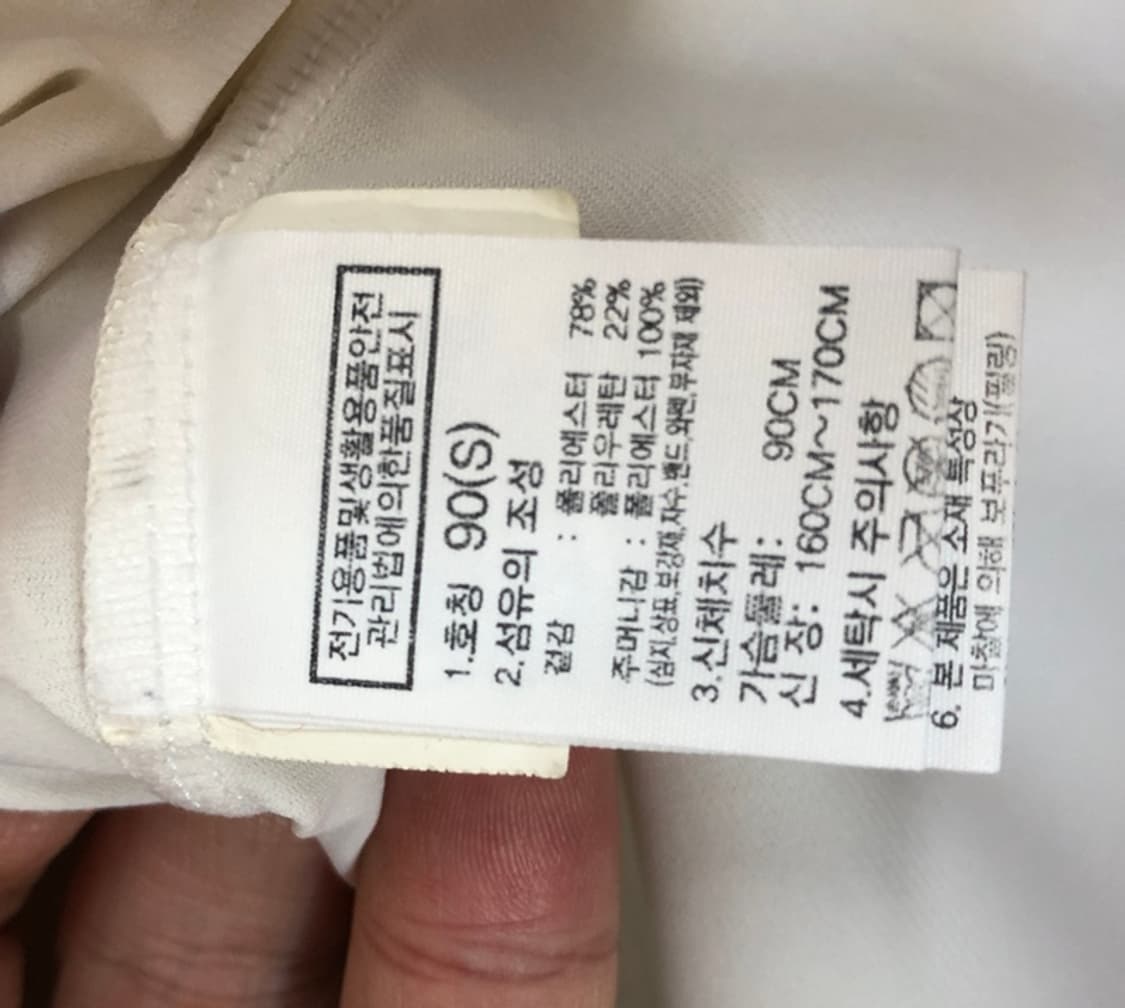 전기용품및생활용품안전
관리법에의한품질표시
1.호칭 90(S)
2.섬유의 조성
겉감 : 폴리에스터 78%
폴리우레탄 22%
주머니감 : 폴리에스터 100%
(심지,상표,보강재,자수,밴드,와펜,부자재 제외)
3.신체치수
가슴둘레: 90CM
신 장: 160CM~170CM
4.세탁시 주의사항
6. 본 제품은 소재 특성상
마찰에 의해 보푸라기(필링)